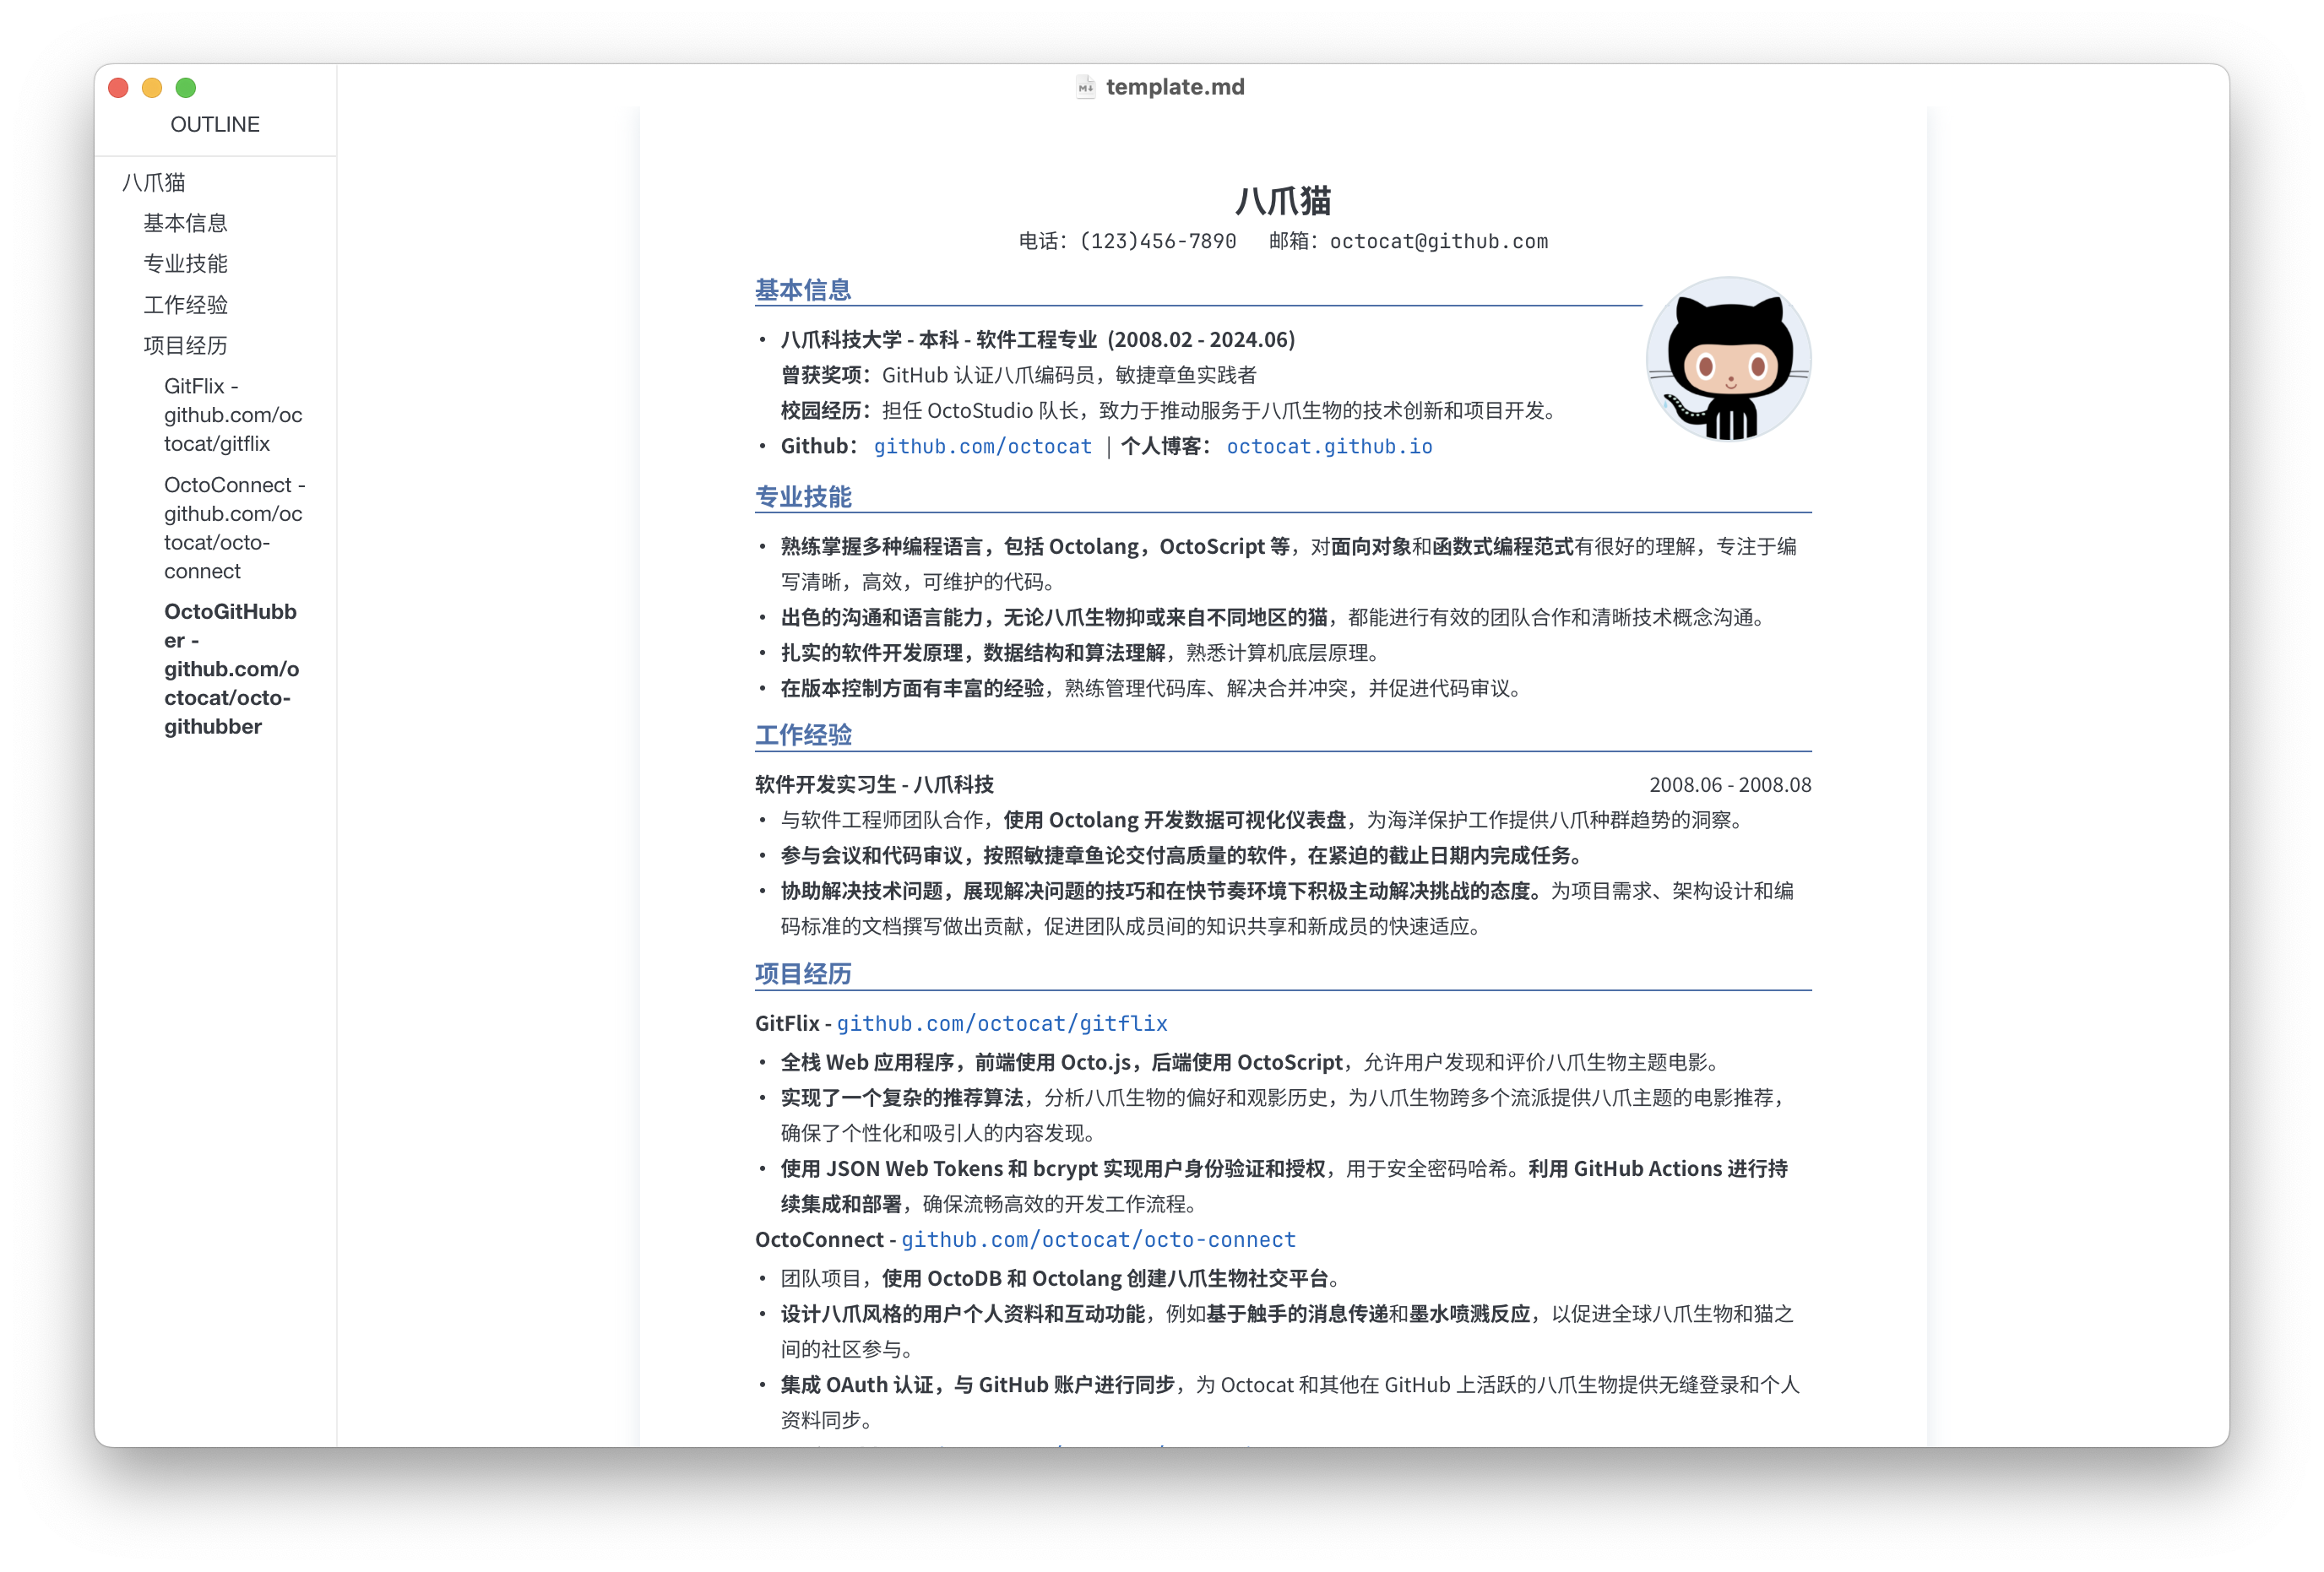 template.md
OUTLINE
八爪猫
基本信息
专业技能
工作经验
项目经历
GitFlix -
github.com/oc
tocat/gitflix
OctoConnect -
github.com/oc
tocat/octo-
connect
OctoGitHubb
er -
github.com/o
ctocat/octo-
githubber
八爪猫
电话：(123)456-7890 邮箱：octocat@github.com
基本信息
• 八爪科技大学 - 本科 - 软件工程专业 (2008.02 - 2024.06)
曾获奖项：GitHub 认证八爪编码员，敏捷章鱼实践者
校园经历：担任 OctoStudio 队长，致力于推动服务于八爪生物的技术创新和项目开发。
• Github： github.com/octocat ｜个人博客： octocat.github.io
专业技能
• 熟练掌握多种编程语言，包括 Octolang，OctoScript 等，对面向对象和函数式编程范式有很好的理解，专注于编
写清晰，高效，可维护的代码。
• 出色的沟通和语言能力，无论八爪生物抑或来自不同地区的猫，都能进行有效的团队合作和清晰技术概念沟通。
• 扎实的软件开发原理，数据结构和算法理解，熟悉计算机底层原理。
• 在版本控制方面有丰富的经验，熟练管理代码库、解决合并冲突，并促进代码审议。
工作经验
软件开发实习生 - 八爪科技 2008.06 - 2008.08
• 与软件工程师团队合作，使用 Octolang 开发数据可视化仪表盘，为海洋保护工作提供八爪种群趋势的洞察。
• 参与会议和代码审议，按照敏捷章鱼论交付高质量的软件，在紧迫的截止日期内完成任务。
• 协助解决技术问题，展现解决问题的技巧和在快节奏环境下积极主动解决挑战的态度。为项目需求、架构设计和编
码标准的文档撰写做出贡献，促进团队成员间的知识共享和新成员的快速适应。
项目经历
GitFlix - github.com/octocat/gitflix
• 全栈 Web 应用程序，前端使用 Octo.js，后端使用 OctoScript，允许用户发现和评价八爪生物主题电影。
• 实现了一个复杂的推荐算法，分析八爪生物的偏好和观影历史，为八爪生物跨多个流派提供八爪主题的电影推荐，
确保了个性化和吸引人的内容发现。
• 使用 JSON Web Tokens 和 bcrypt 实现用户身份验证和授权，用于安全密码哈希。利用 GitHub Actions 进行持
续集成和部署，确保流畅高效的开发工作流程。
OctoConnect - github.com/octocat/octo-connect
• 团队项目，使用 OctoDB 和 Octolang 创建八爪生物社交平台。
• 设计八爪风格的用户个人资料和互动功能，例如基于触手的消息传递和墨水喷溅反应，以促进全球八爪生物和猫之
间的社区参与。
• 集成 OAuth 认证，与 GitHub 账户进行同步，为 Octocat 和其他在 GitHub 上活跃的八爪生物提供无缝登录和个人
资料同步。